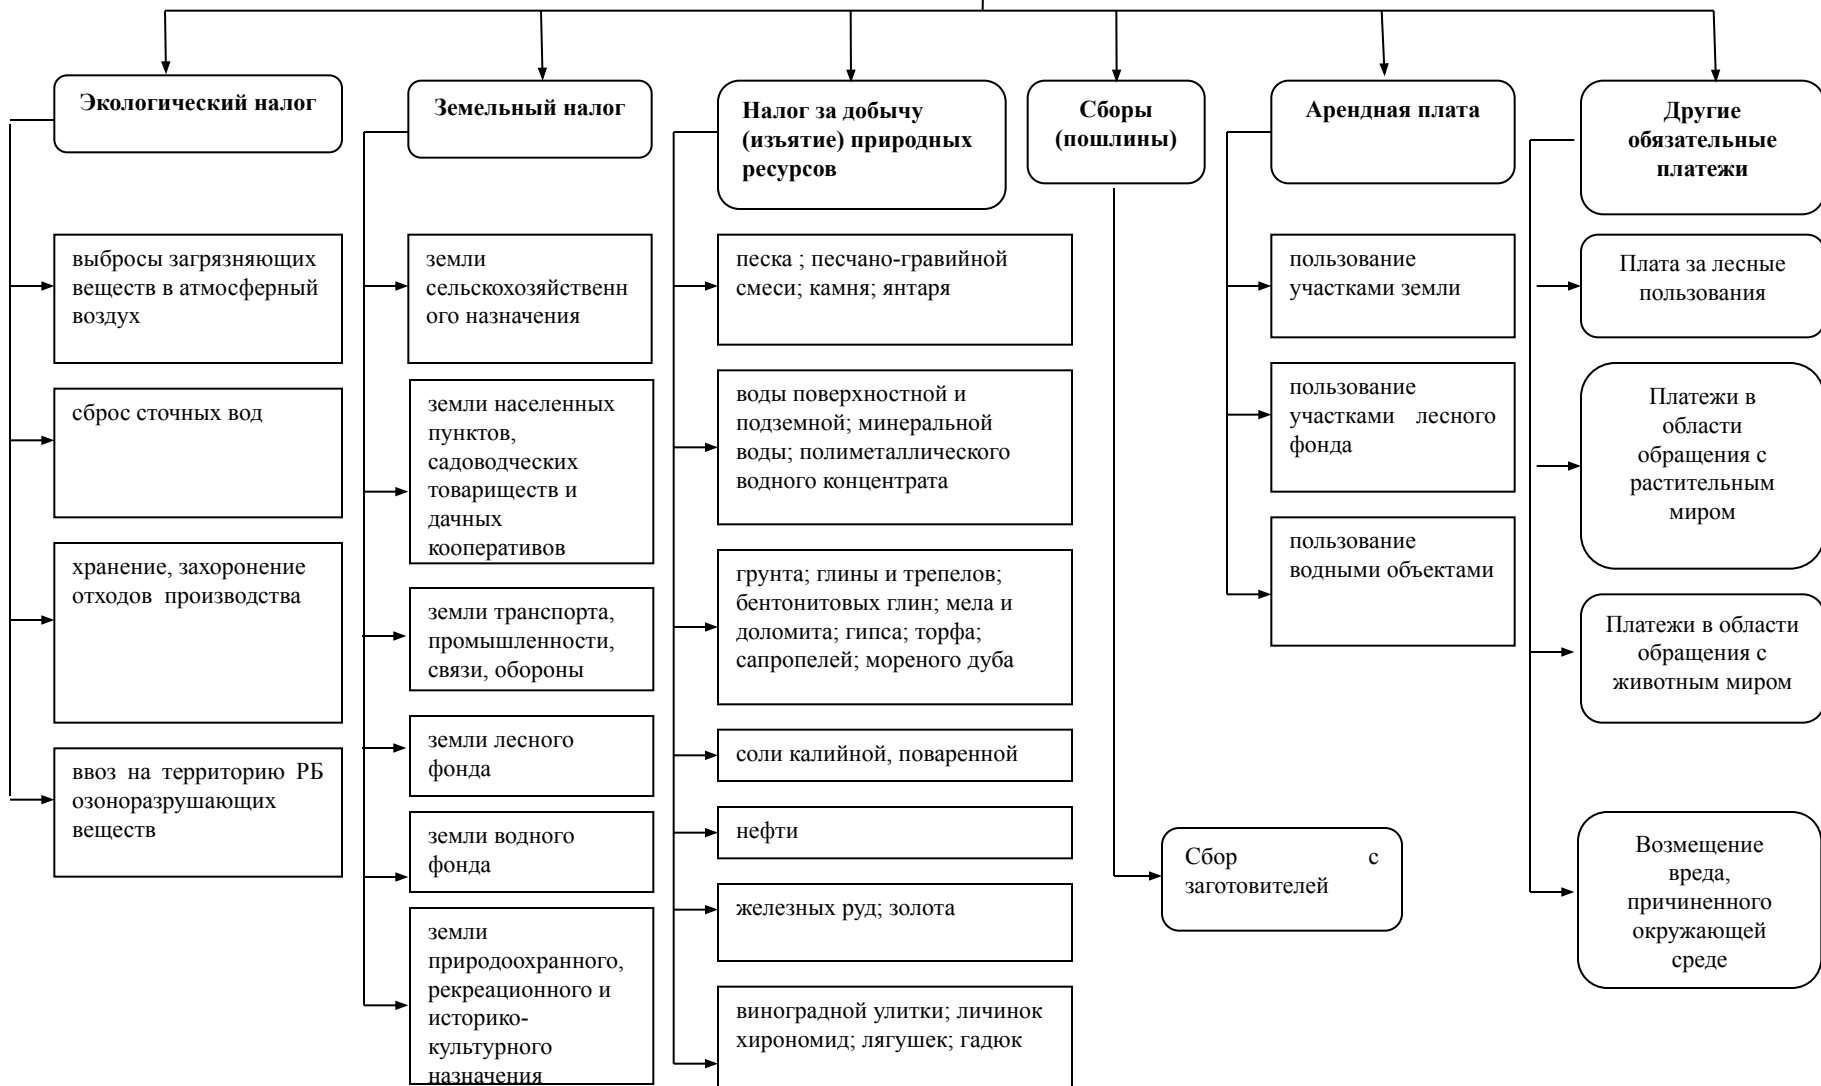 Экологический налог
выбросы загрязняющих
веществ в атмосферный
воздух
сброс сточных вод
хранение, захоронение
отходов производства
ввоз на территорию РБ
озоноразрушающих
веществ
Земельный налог
земли
сельскохозяйственн
ого назначения
земли населенных
пунктов,
садоводческих
товариществ и
дачных
кооперативов
земли транспорта,
промышленности,
связи, обороны
земли лесного
фонда
земли водного
фонда
земли
природоохранного,
рекреационного и
историко-
культурного
назначения
Налог за добычу
(изъятие) природных
ресурсов
песка ; песчано-гравийной
смеси; камня; янтаря
воды поверхностной и
подземной; минеральной
воды; полиметаллического
водного концентрата
грунта; глины и трепелов;
бентонитовых глин; мела и
доломита; гипса; торфа;
сапропелей; мореного дуба
соли калийной, поваренной
нефти
железных руд; золота
виноградной улитки; личинок
хирономид; лягушек; гадюк
Сборы
(пошлины)
Сбор с
заготовителей
Арендная плата
пользование
участками земли
пользование
участками лесного
фонда
пользование
водными объектами
Другие
обязательные
платежи
Плата за лесные
пользования
Платежи в
области
обращения с
растительным
миром
Платежи в области
обращения с
животным миром
Возмещение
вреда,
причиненного
окружающей
среде